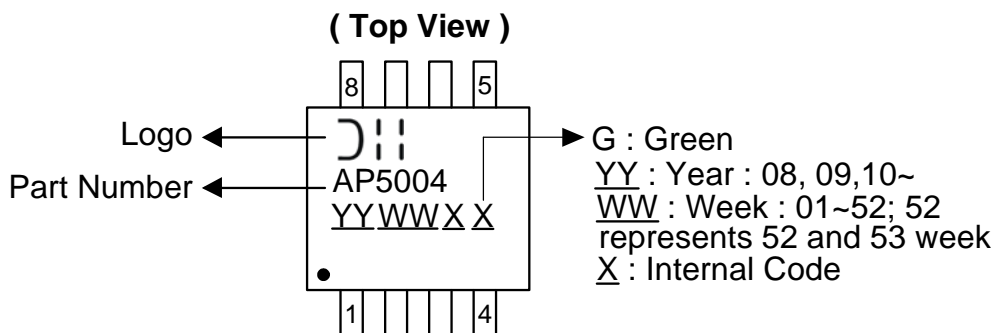 ( Top View )
8 5
Logo
AP5004
Part Number
YYWWX X
1 4
G : Green
YY : Year : 08, 09,10~
WW : Week : 01~52; 52
represents 52 and 53 week
X : Internal Code